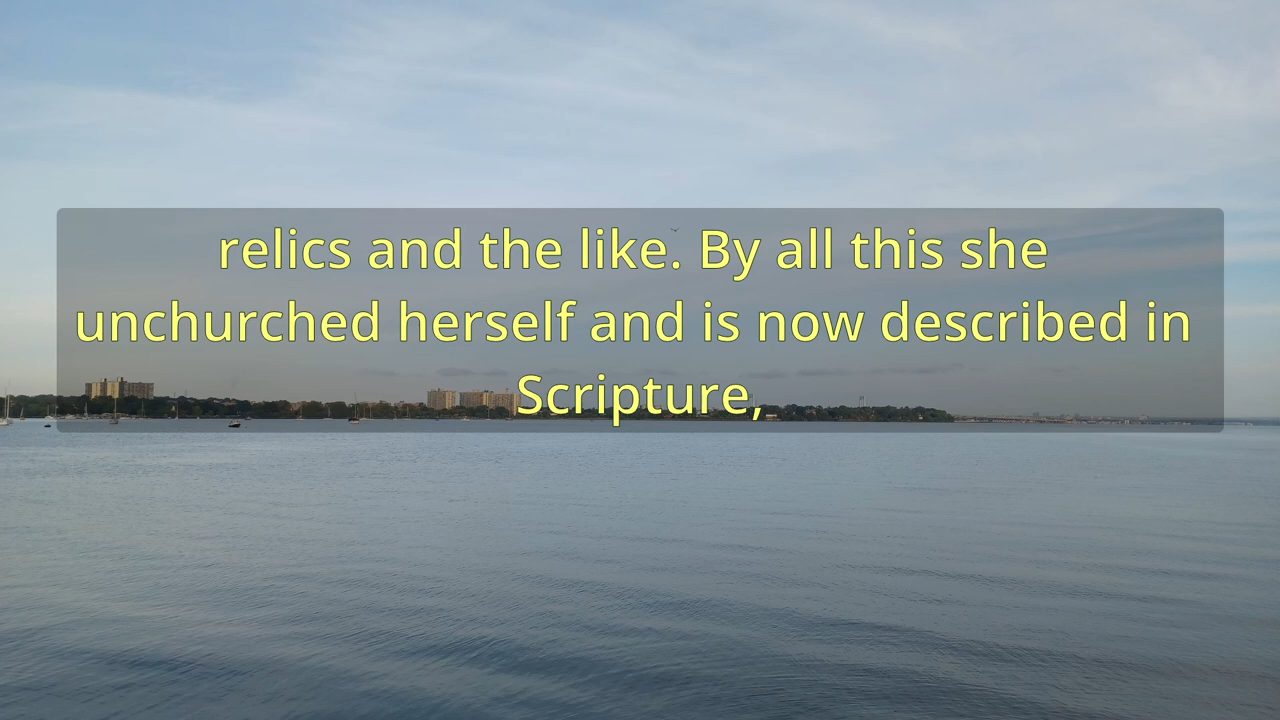 relics and the like. By all this she
unchurched herself and is now described in
Scripture,